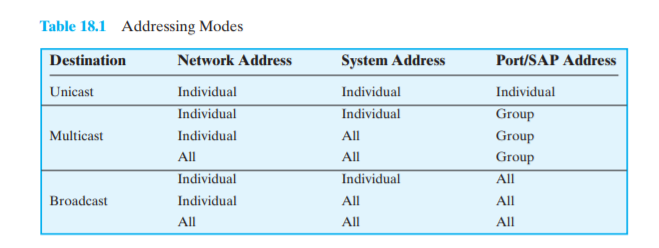 Table 18.1 Addressing Modes
Destination Network Address System Address Port/SAP Address
Unicast Individual Individual Individual
Individual Individual Group
Multicast Individual All Group
All All Group
Individual Individual All
Broadcast Individual All All
All All All